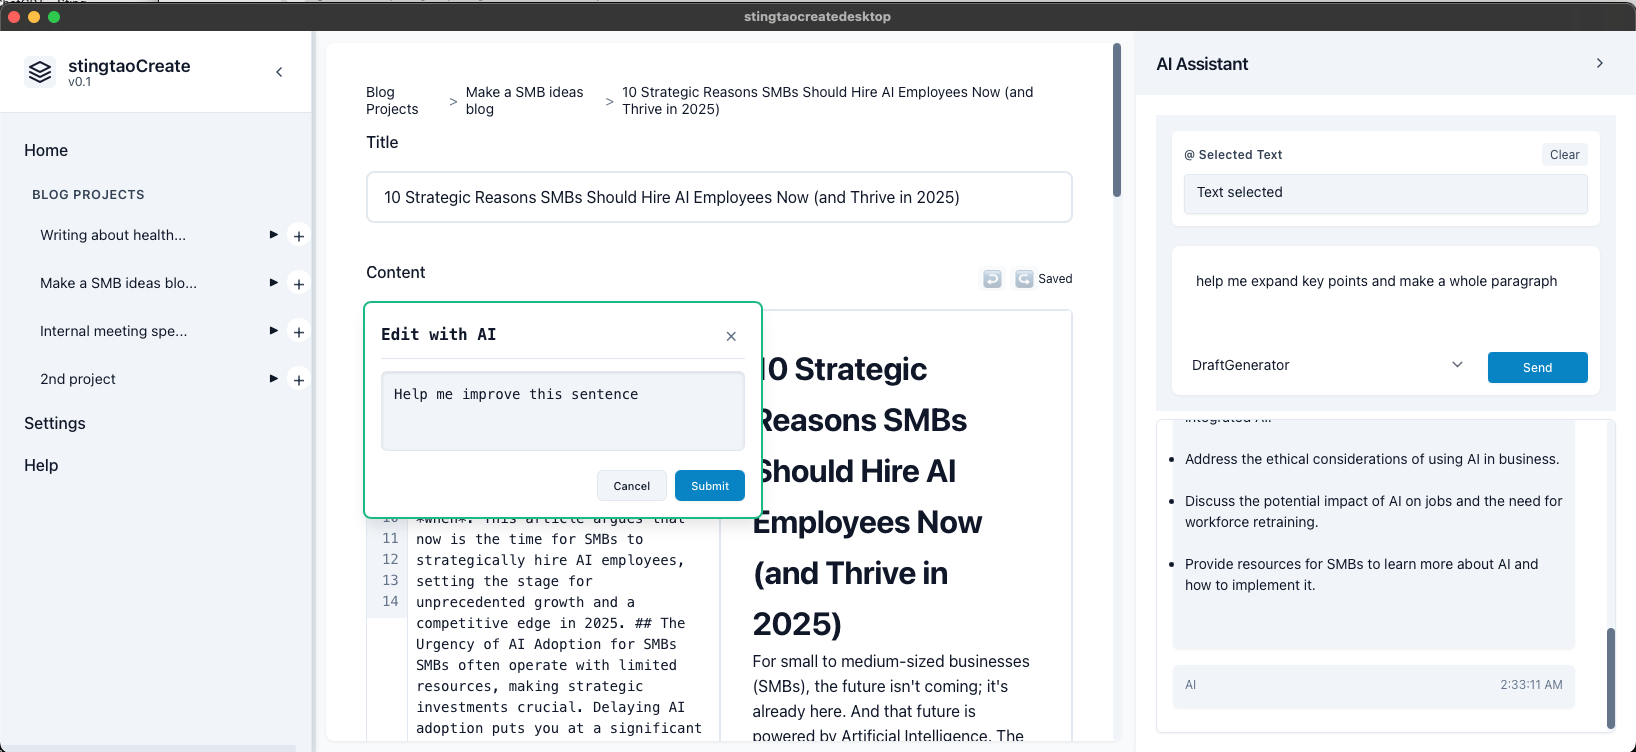 stingtaocreatedesktop
stingtaoCreate
v0.1
Home
BLOG PROJECTS
Writing about health...
Make a SMB ideas blo...
Internal meeting spe...
2nd project
Settings
Help
Blog
Projects
>
Make a SMB ideas
blog
>
10 Strategic Reasons SMBs Should Hire AI Employees Now (and
Thrive in 2025)
Title
10 Strategic Reasons SMBs Should Hire AI Employees Now (and Thrive in 2025)
Content
Saved
Edit with AI
Help me improve this sentence
Cancel
Submit
10
11
12
13
14
*when*. This article argues that
now is the time for SMBs to
strategically hire AI employees,
setting the stage for
unprecedented growth and a
competitive edge in 2025. ## The
Urgency of AI Adoption for SMBs
SMBs often operate with limited
resources, making strategic
investments crucial. Delaying AI
adoption puts you at a significant
10 Strategic
Reasons SMBs
Should Hire AI
Employees Now
(and Thrive in
2025)
For small to medium-sized businesses
(SMBs), the future isn't coming; it's
already here. And that future is
powered by Artificial Intelligence. The
AI Assistant
@ Selected Text
Clear
Text selected
help me expand key points and make a whole paragraph
DraftGenerator
Send
integrated AI.
• Address the ethical considerations of using AI in business.
• Discuss the potential impact of AI on jobs and the need for
workforce retraining.
• Provide resources for SMBs to learn more about AI and
how to implement it.
AI
2:33:11 AM